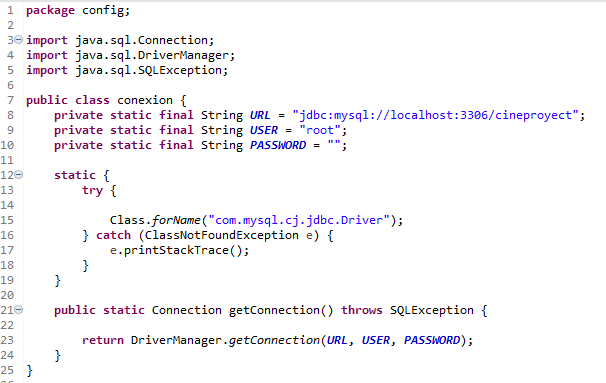 1 package config;
2
3 import java.sql.Connection;
4 import java.sql.DriverManager;
5 import java.sql.SQLException;
6
7 public class conexion {
8     private static final String URL = "jdbc:mysql://localhost:3306/cineproyect";
9     private static final String USER = "root";
10     private static final String PASSWORD = "";
11
12     static {
13         try {
14
15             Class.forName("com.mysql.cj.jdbc.Driver");
16         } catch (ClassNotFoundException e) {
17             e.printStackTrace();
18         }
19     }
20
21     public static Connection getConnection() throws SQLException {
22
23         return DriverManager.getConnection(URL, USER, PASSWORD);
24     }
25 }